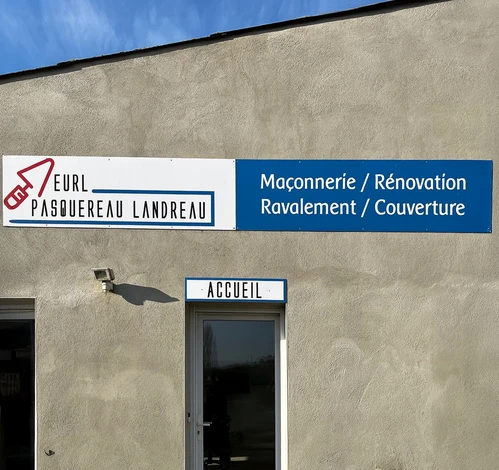 EURL
PASQUEREAU LANDREAU
Maçonnerie / Rénovation
Ravalement / Couverture
ACCUEIL